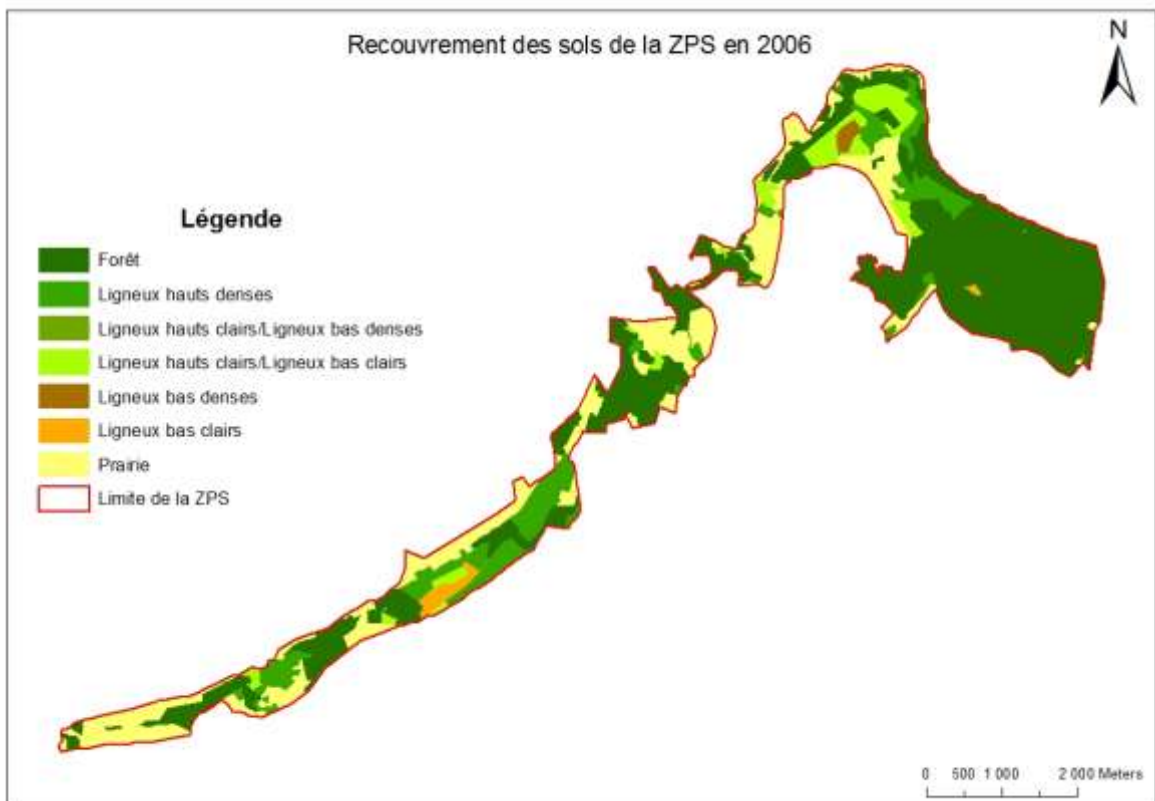 Recouvrement des sols de la ZPS en 2006
N
Légende
Forêt
Ligneux hauts denses
Ligneux hauts clairs/Ligneux bas denses
Ligneux hauts clairs/Ligneux bas clairs
Ligneux bas denses
Ligneux bas clairs
Prairie
Limite de la ZPS
0 500 1 000 2 000 Meters